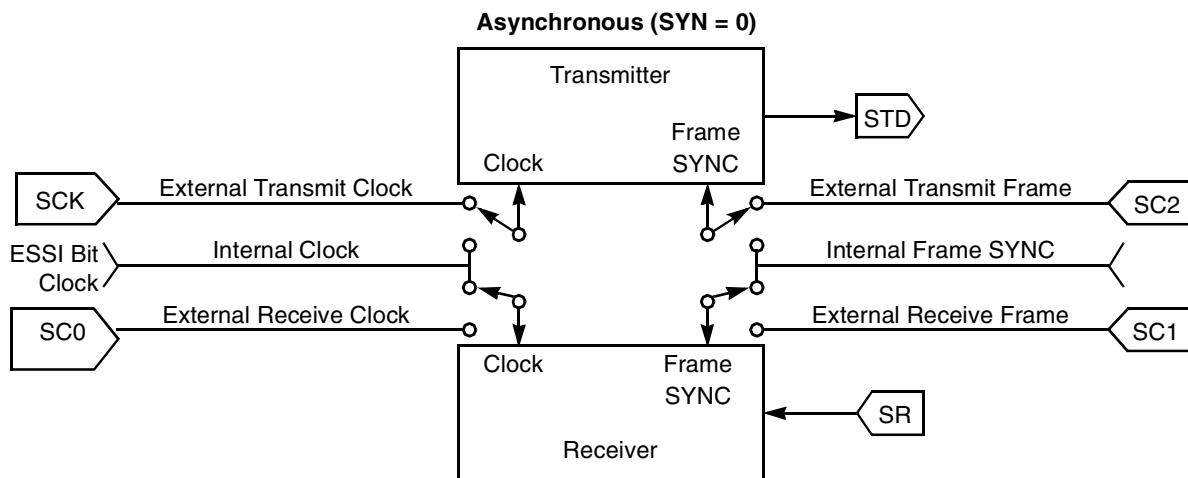 Asynchronous (SYN = 0)
Transmitter
STD
Frame
SYNC
Clock
SCK
External Transmit Clock
External Transmit Frame
SC2
ESSI Bit
Clock
Internal Clock
Internal Frame SYNC
SC0
External Receive Clock
External Receive Frame
SC1
Clock
Frame
SYNC
SR
Receiver